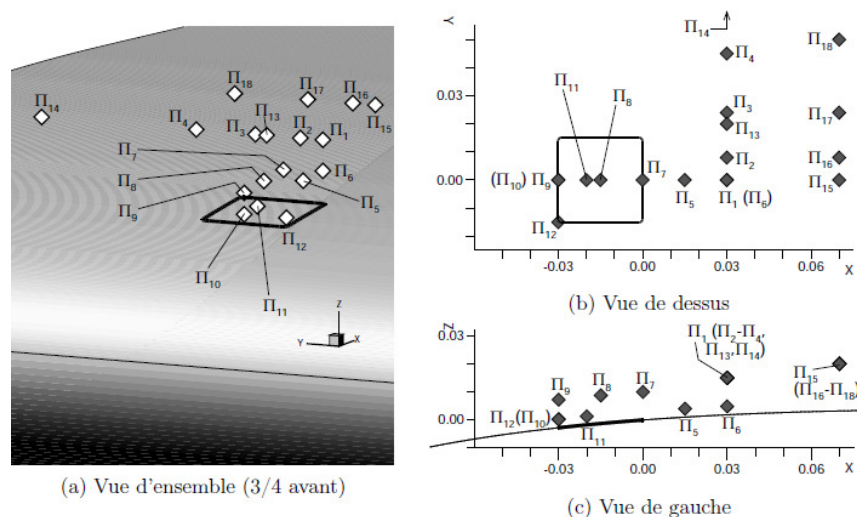 Π14
Π18
Π17
Π16
Π15
Π4
Π3
Π13
Π2
Π1
Π7
Π6
Π8
Π5
Π9
Π12
Π10
Π11
Z
Y
X
(a) Vue d'ensemble (3/4 avant)
Y
Π14
Π18
Π4
Π11
Π8
0.03
Π3
Π17
Π13
Π2
Π16
0.00
(Π10) Π9
Π7
Π5
Π1 (Π6)
Π15
Π12
-0.03
0.00
0.03
0.06
X
(b) Vue de dessus
Z
0.03
Π1 (Π2-Π4,
Π13,Π14)
Π9
Π8
Π7
Π15
(Π16-Π18)
0.00
Π12(Π10)
Π11
Π5
Π6
-0.03
0.00
0.03
0.06
X
(c) Vue de gauche